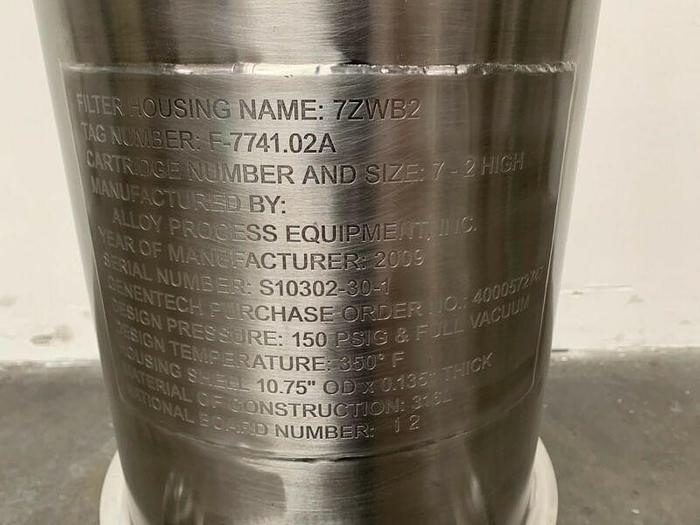 FILTER HOUSING NAME: 7ZWB2
TAG NUMBER: F-7741.02A
CARTRIDGE NUMBER AND SIZE: 7 - 2 HIGH
MANUFACTURED BY:
ALLOY PROCESS EQUIPMENT, INC.
YEAR OF MANUFACTURER: 2009
SERIAL NUMBER: S10302-30-1
GENENTECH PURCHASE ORDER NO.:
DESIGN PRESSURE: 150 PSIG & FULL VACUUM
DESIGN TEMPERATURE: 350° F
HOUSING SHELL 10.75" OD x 0.135" THICK
MATERIAL OF CONSTRUCTION: 316L
NATIONAL BOARD NUMBER: 12